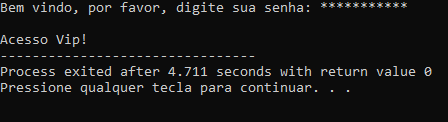 Bem vindo, por favor, digite sua senha: ***********
Acesso Vip!
--------------------------------
Process exited after 4.711 seconds with return value 0
Pressione qualquer tecla para continuar. . .